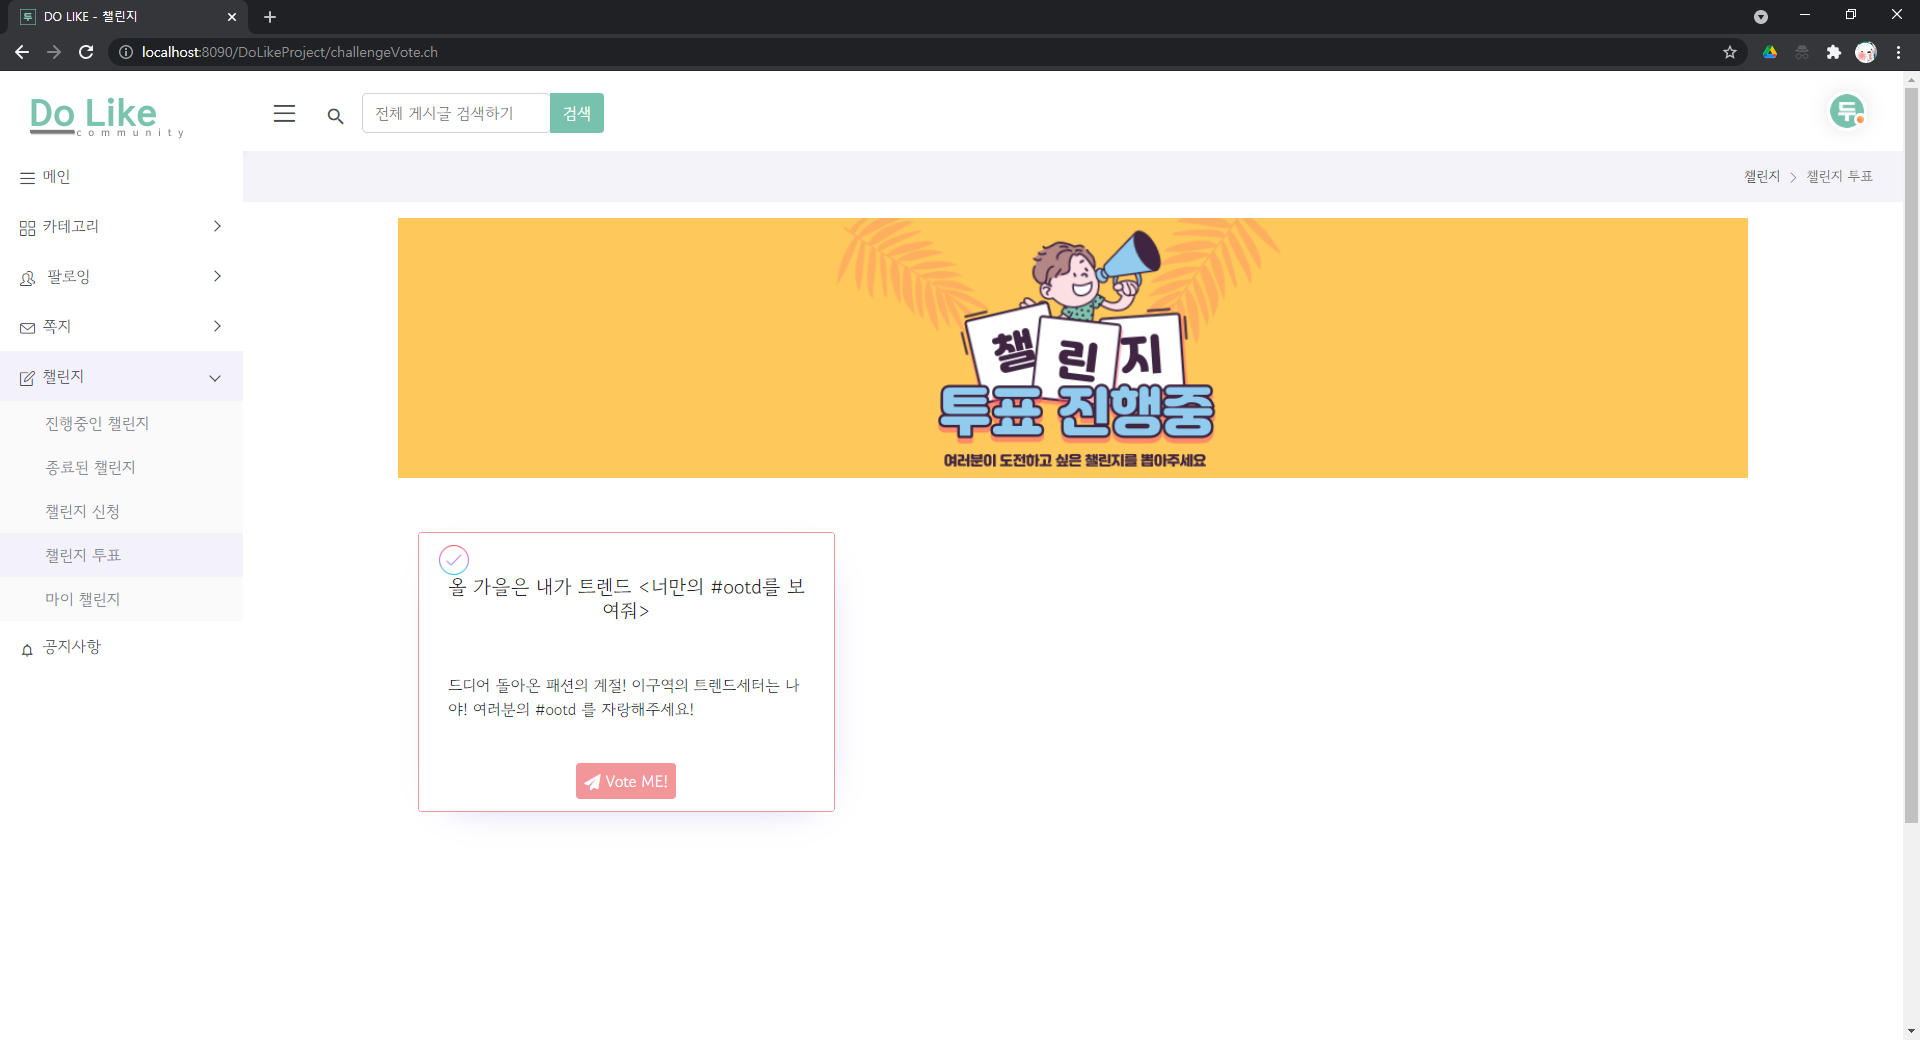 DO LIKE - 챌린지
localhost:8090/DoLikeProject/challengeVote.ch
Do Like
community
전체 게시글 검색하기
검색
두
챌린지 > 챌린지 투표
메인
카테고리
팔로잉
쪽지
챌린지
진행중인 챌린지
종료된 챌린지
챌린지 신청
챌린지 투표
마이 챌린지
공지사항
챌린지
투표 진행중
여러분이 도전하고 싶은 챌린지를 뽑아주세요
올 가을은 내가 트렌드 <너만의 #ootd를 보
여줘>
드디어 돌아온 패션의 계절! 이구역의 트렌드세터는 나
야! 여러분의 #ootd 를 자랑해주세요!
Vote ME!